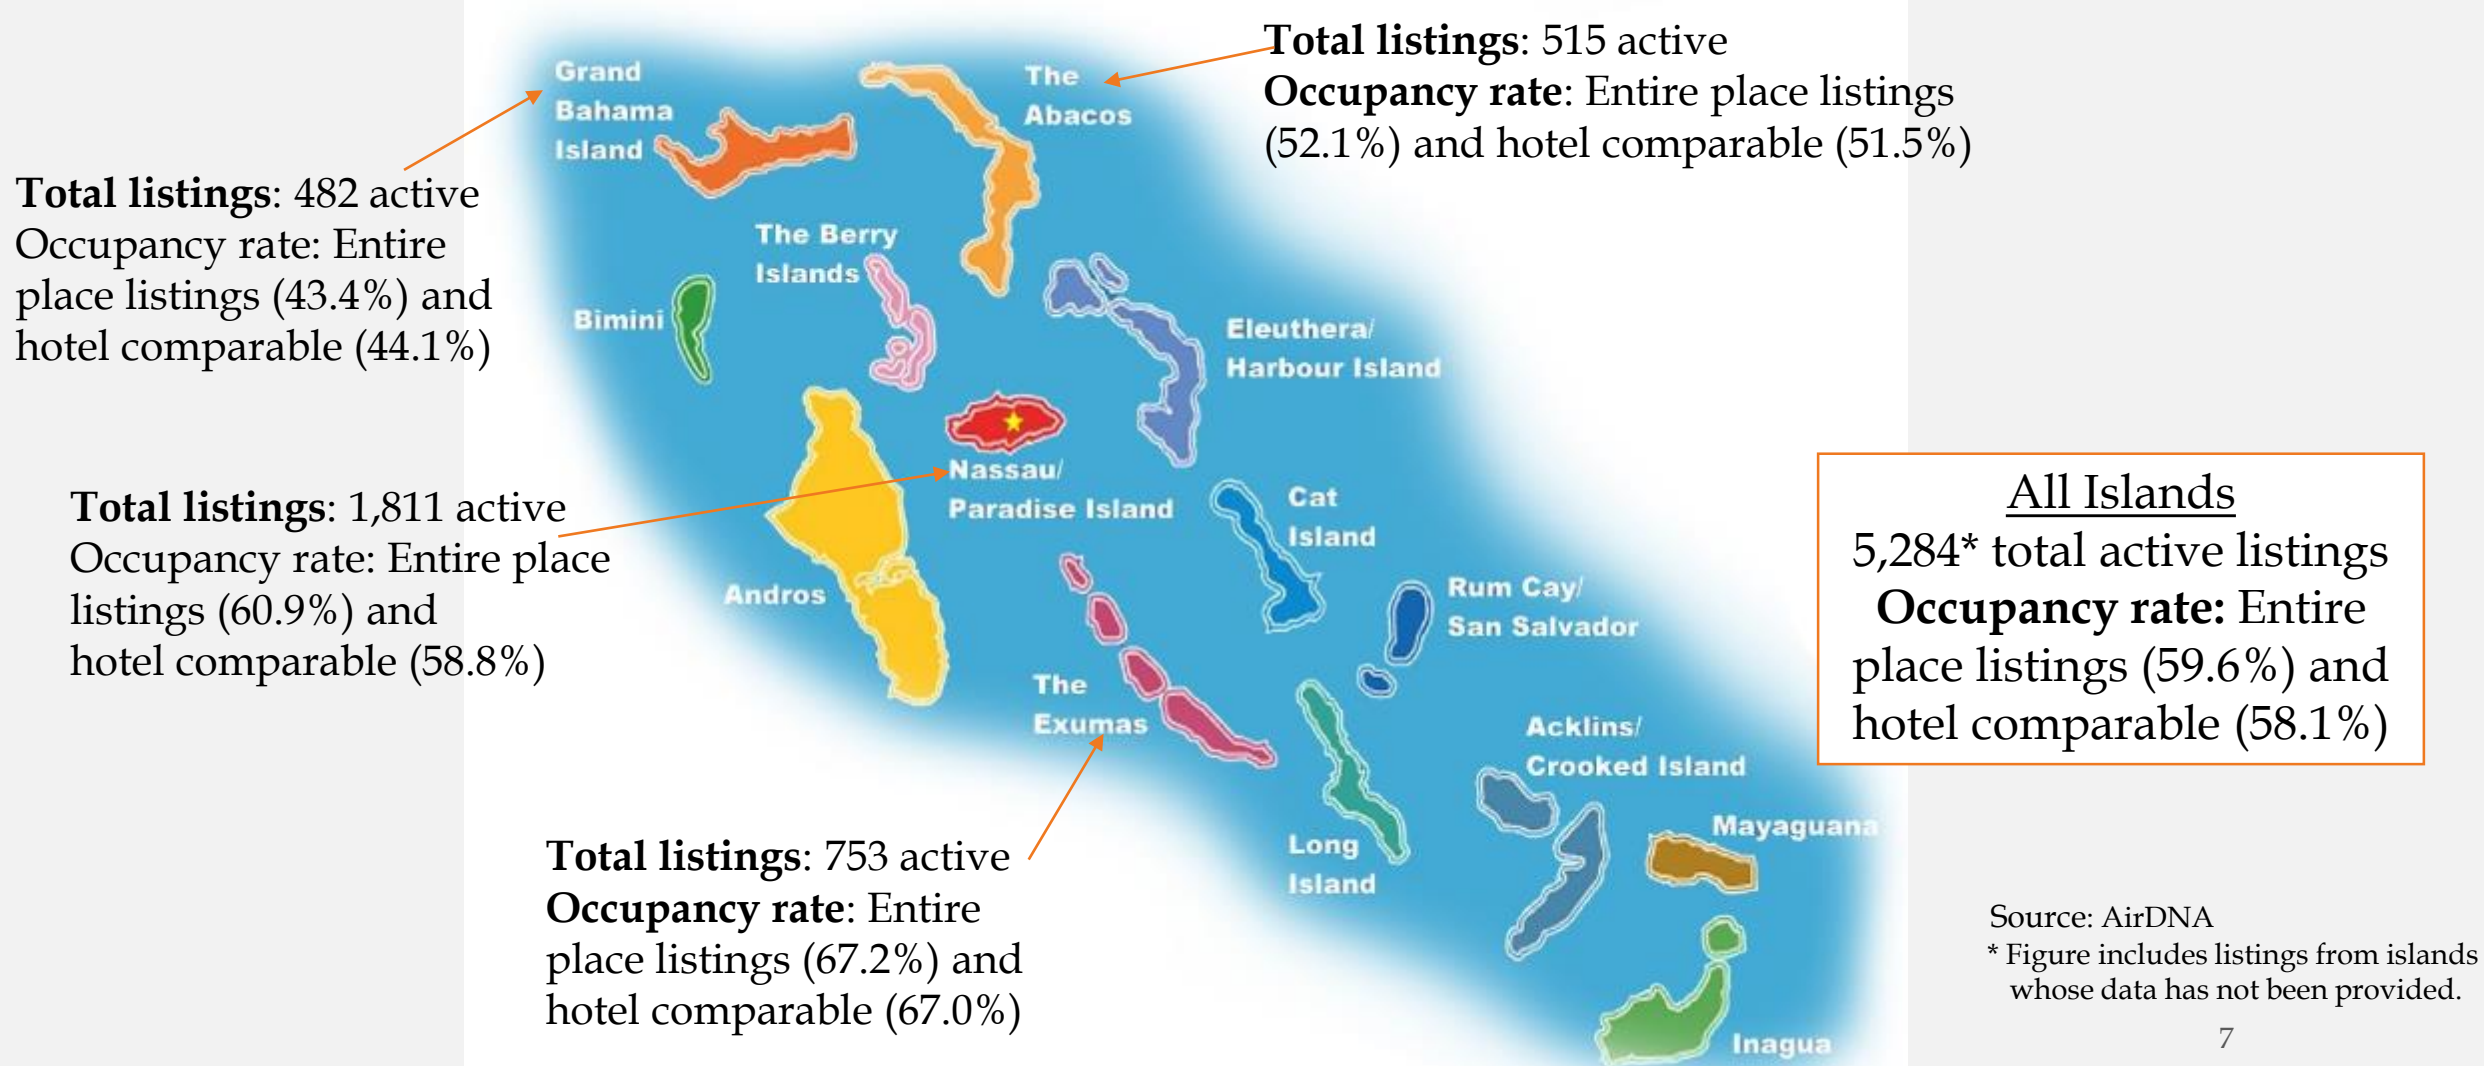 Total listings: 515 active
Occupancy rate: Entire place listings
(52.1%) and hotel comparable (51.5%)
Grand
Bahama
Island
The
Abacos
Total listings: 482 active
Occupancy rate: Entire
place listings (43.4%) and
hotel comparable (44.1%)
The Berry
Islands
Bimini
Eleuthera/
Harbour Island
Nassau/
Paradise Island
Total listings: 1,811 active
Occupancy rate: Entire place
listings (60.9%) and
hotel comparable (58.8%)
Cat
Island
Andros
Rum Cay/
San Salvador
All Islands
5,284* total active listings
Occupancy rate: Entire
place listings (59.6%) and
hotel comparable (58.1%)
The
Exumas
Acklins/
Crooked Island
Mayaguana
Long
Island
Total listings: 753 active
Occupancy rate: Entire
place listings (67.2%) and
hotel comparable (67.0%)
Inagua
Source: AirDNA
* Figure includes listings from islands
whose data has not been provided.
7